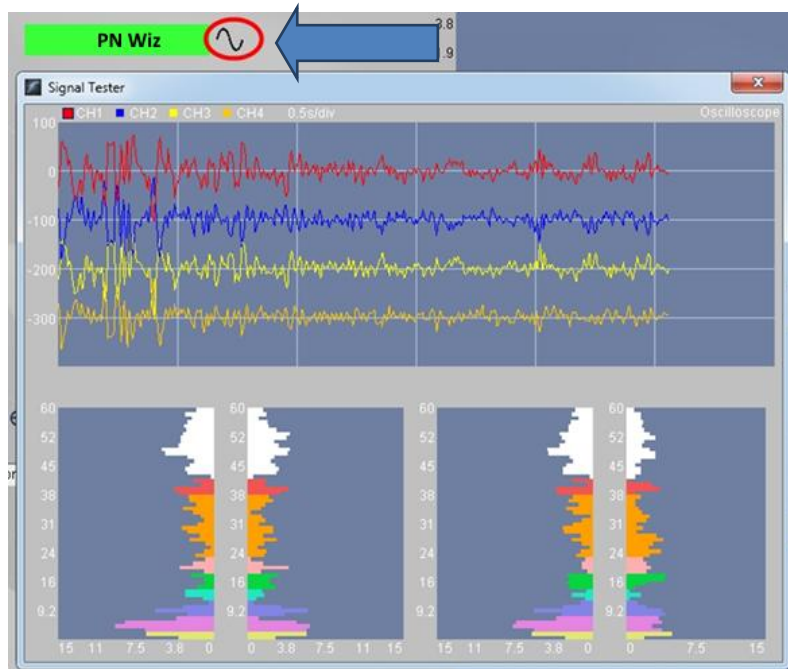 3.8
PN Wiz
1.9
Signal Tester
CH1 CH2 CH3 CH4 0.5s/div Oscilloscope
100
0
-100
-200
-300
60 60 60 60
52 52 52 52
45 45 45 45
38 38 38 38
31 31 31 31
24 24 24 24
16 16 16 16
9.2 9.2 9.2 9.2
15 11 7.5 3.8 0 0 3.8 7.5 11 15 15 11 7.5 3.8 0 0 15